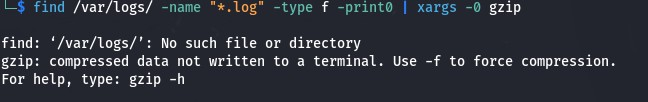 └─$ find /var/logs/ -name "*.log" -type f -print0 | xargs -0 gzip
find: ‘/var/logs/’: No such file or directory
gzip: compressed data not written to a terminal. Use -f to force compression.
For help, type: gzip -h